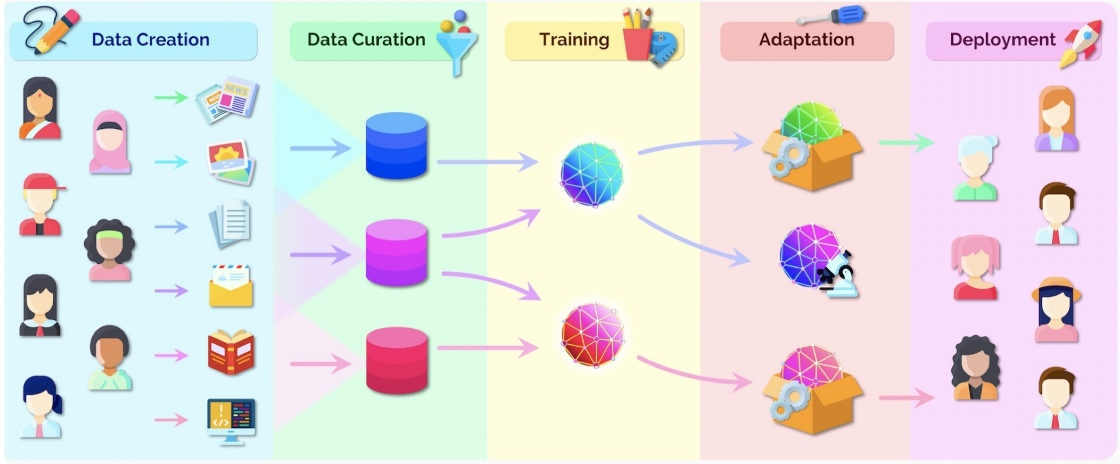 Data Creation
Data Curation
Training
Adaptation
Deployment
NEWS